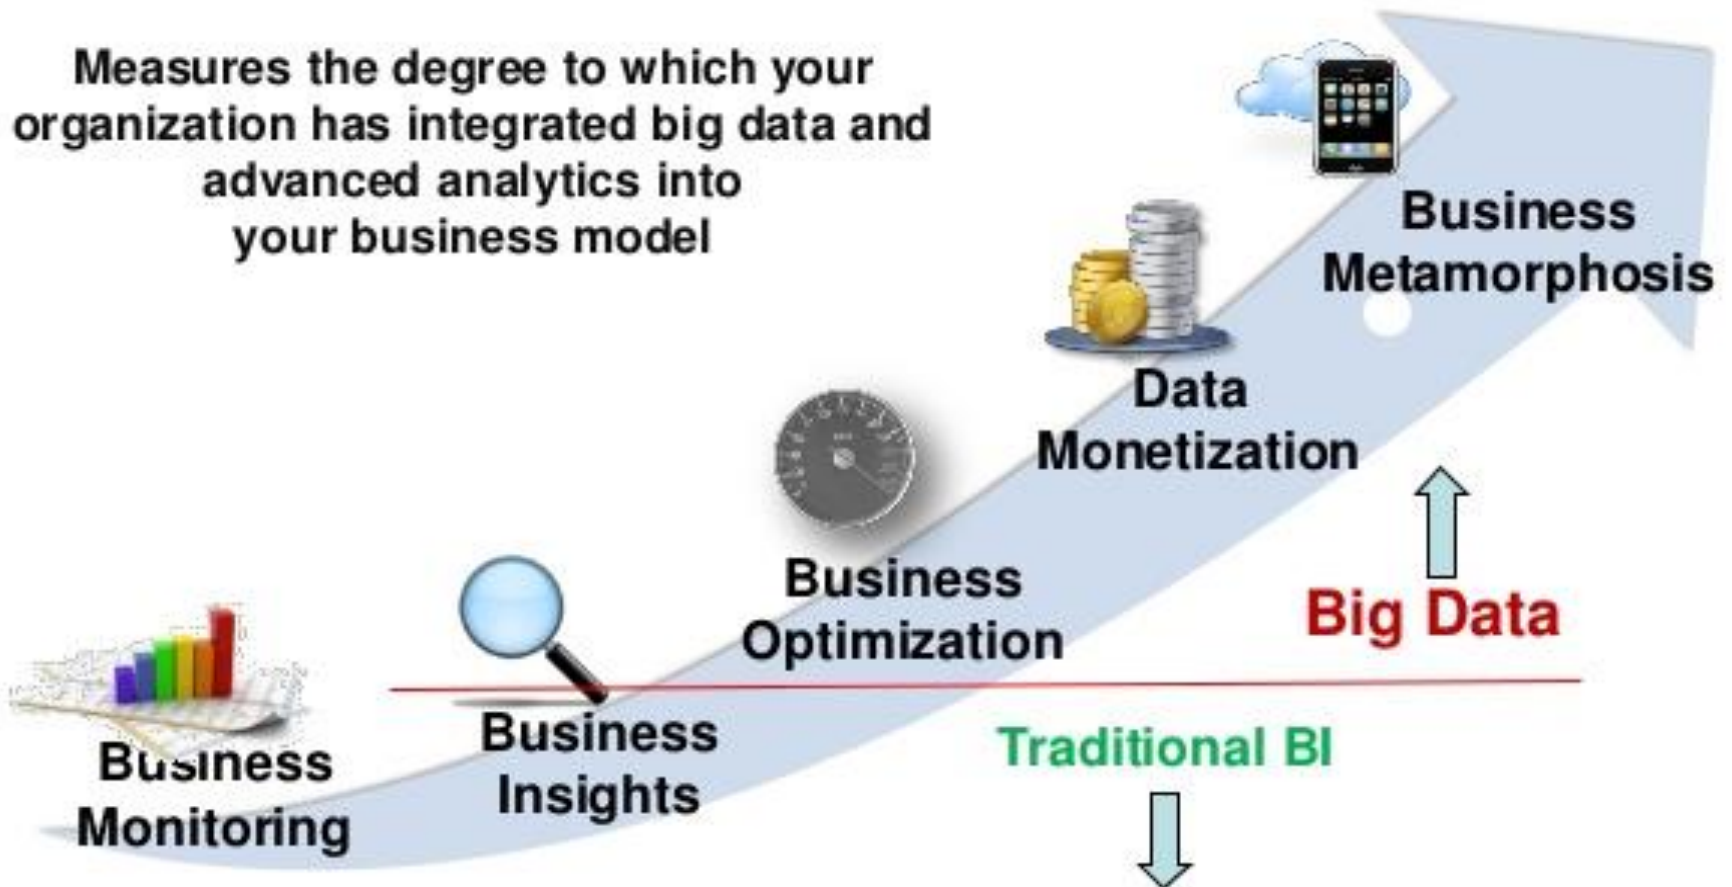 Measures the degree to which your
organization has integrated big data and
advanced analytics into
your business model
Business
Metamorphosis
Data
Monetization
Business
Optimization
Big Data
Business
Insights
Traditional BI
Business
Monitoring